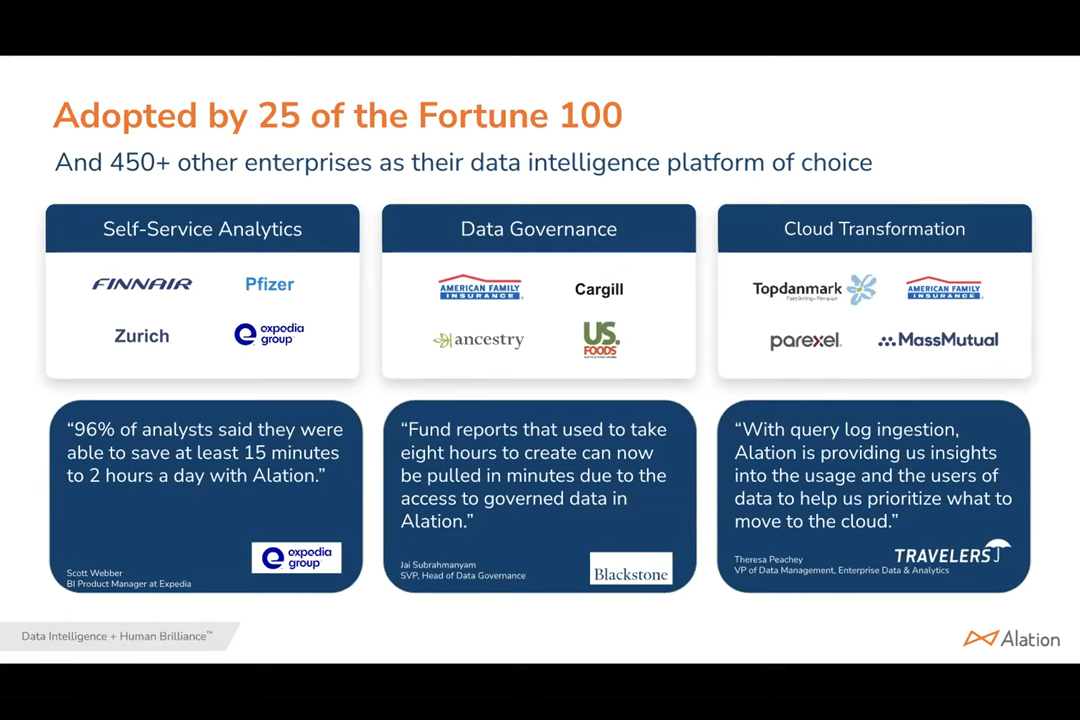 Adopted by 25 of the Fortune 100
And 450+ other enterprises as their data intelligence platform of choice
Self-Service Analytics
FINNAIR
Pfizer
Zurich
expedia
group
Data Governance
AMERICAN FAMILY
INSURANCE
Cargill
ancestry
US.
FOODS
Cloud Transformation
Topdanmark
Forsikring • Pension
AMERICAN FAMILY
INSURANCE
parexel
MassMutual
“96% of analysts said they were
able to save at least 15 minutes
to 2 hours a day with Alation.”
Scott Webber
BI Product Manager at Expedia
expedia
group
“Fund reports that used to take
eight hours to create can now
be pulled in minutes due to the
access to governed data in
Alation.”
Jai Subrahmanyam
SVP, Head of Data Governance
Blackstone
“With query log ingestion,
Alation is providing us insights
into the usage and the users of
data to help us prioritize what to
move to the cloud.”
Theresa Peachey
VP of Data Management, Enterprise Data & Analytics
TRAVELERS
Data Intelligence + Human Brilliance™
Alation